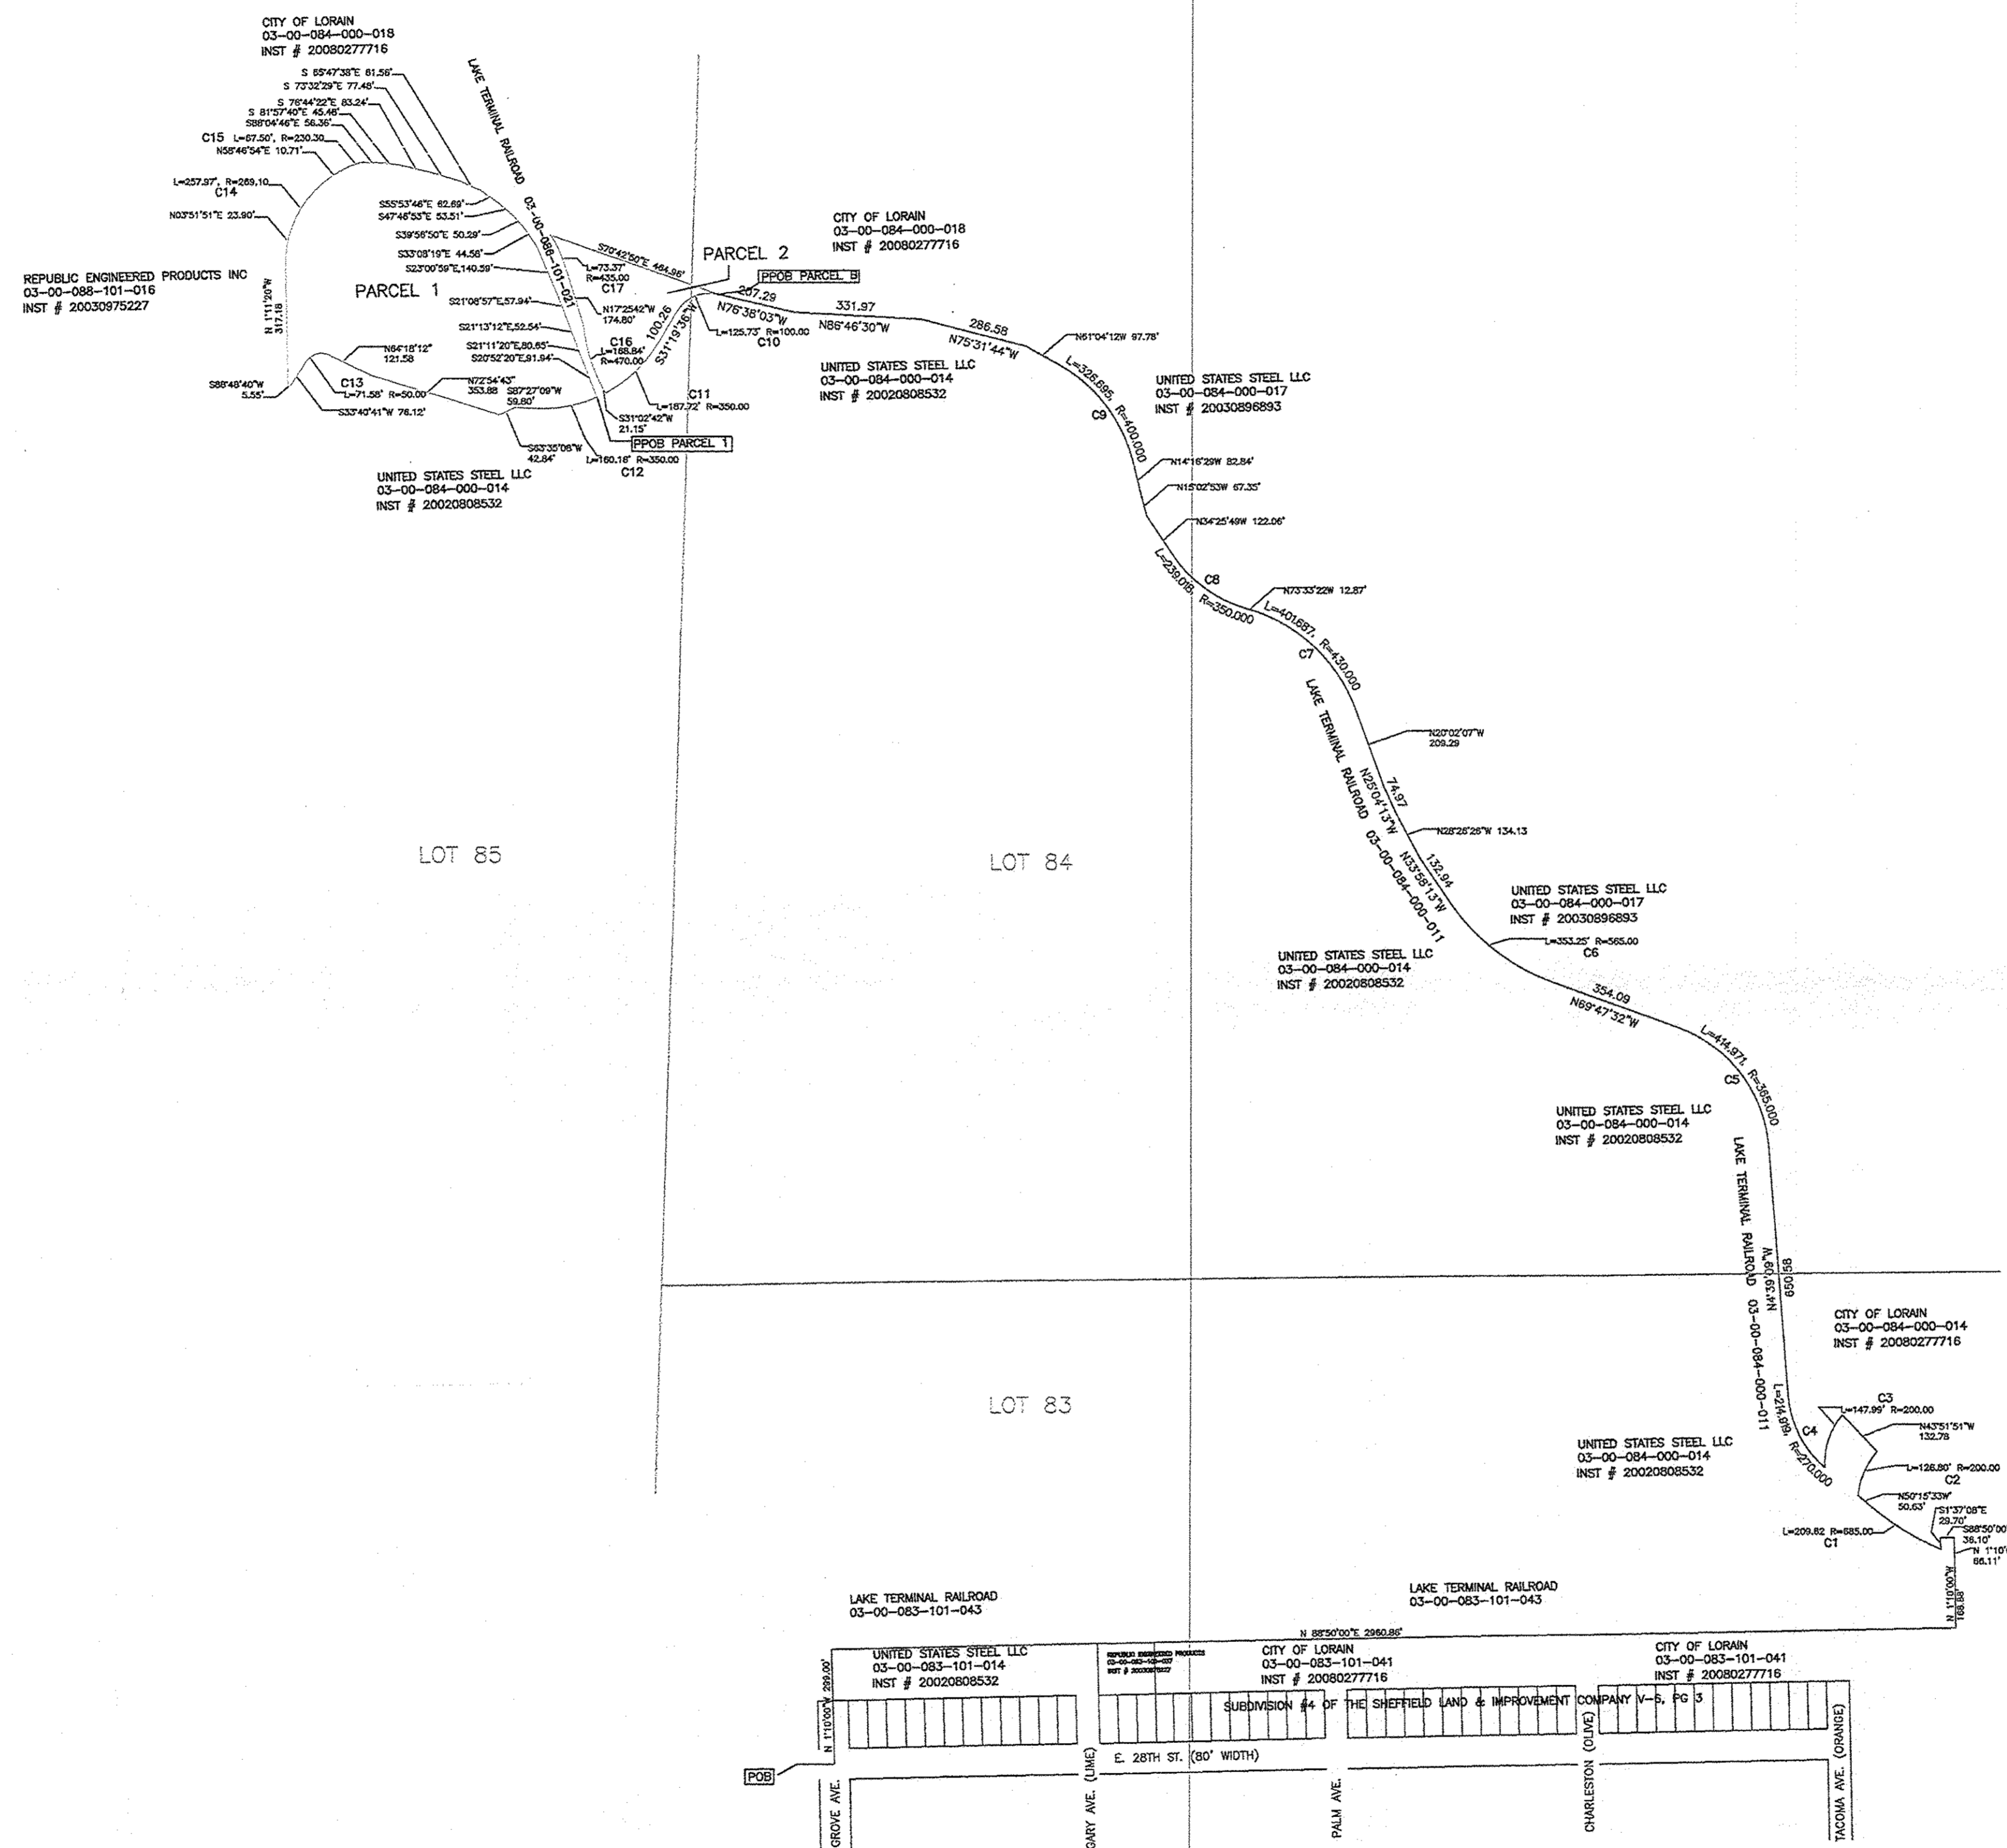 CITY OF LORAIN
03-00-084-000-018
INST # 20080277716
S 65°47'38"E 61.56'
S 73°32'29"E 77.48'
S 76°44'22"E 83.24'
S 81°57'40"E 45.46'
S88°04'46"E 56.36'
C15 L=67.50', R=230.30
N58°46'54"E 10.71'
L=257.97', R=269.10
C14
N03°51'51"E 23.90'
LAKE TERMINAL RAILROAD 03-00-086-101-021
S55°53'46"E 62.69'
S47°46'53"E 53.51'
S39°56'50"E 50.29'
S33°08'19"E 44.58'
S23°00'59"E,140.59'
S21°08'57"E,57.94'
S21°13'12"E,52.54'
S21°11'20"E,80.65'
S20°52'20"E,91.94'
REPUBLIC ENGINEERED PRODUCTS INC
03-00-088-101-016
INST # 20030975227
PARCEL 1
N 1°11'20"W
317.18
S88°48'40"W
5.55'
N64°18'12"
121.58
C13
L=71.58' R=50.00
S33°40'41"W 76.12'
N72°54'43"
353.88
S87°27'09"W
59.80'
S63°35'08"W
42.84'
L=160.18' R=350.00
C12
UNITED STATES STEEL LLC
03-00-084-000-014
INST # 20020808532
S70°42'50"E 464.96'
L=73.37'
R=435.00
C17
N17°2542"W
174.80'
C16
L=168.84'
R=470.00
100.26
S31°19'36"W
C11
L=187.72' R=350.00
S31°02'42"W
21.15'
PPOB PARCEL 1
PARCEL 2
CITY OF LORAIN
03-00-084-000-018
INST # 20080277716
PPOB PARCEL B
207.29
N76°38'03"W
L=125.73' R=100.00
C10
331.97
N86°46'30"W
286.58
N75°31'44"W
UNITED STATES STEEL LLC
03-00-084-000-014
INST # 20020808532
N61°04'12W 97.78'
L=326.695, R=400.000
C9
UNITED STATES STEEL LLC
03-00-084-000-017
INST # 20030896893
N14°16'29W 82.84'
N15°02'53W 67.35'
N34°25'49W 122.06'
L=239.018, R=350.000
C8
N73°33'22W 12.87'
L=401.687, R=430.000
C7
LAKE TERMINAL RAILROAD 03-00-084-000-011
N20°02'07"W
209.29
74.97
N25°04'13"W
N28°26'26"W 134.13
132.94
N33°58'13"W
LOT 85
LOT 84
UNITED STATES STEEL LLC
03-00-084-000-017
INST # 20030896893
L=353.25' R=565.00
C6
UNITED STATES STEEL LLC
03-00-084-000-014
INST # 20020808532
354.09
N69°47'32"W
L=414.971, R=365.000
C5
UNITED STATES STEEL LLC
03-00-084-000-014
INST # 20020808532
LAKE TERMINAL RAILROAD 03-00-084-000-011
N4°39'09"W
650.58
CITY OF LORAIN
03-00-084-000-014
INST # 20080277716
LOT 83
L=214.919, R=270.000
C4
C3
L=147.99' R=200.00
N43°51'51"W
132.78
L=126.80' R=200.00
C2
N50°15'33W'
50.63'
S1°37'08"E
29.70'
S88°50'00
36.10'
N 1°10'
66.11'
L=209.62 R=685.00
C1
UNITED STATES STEEL LLC
03-00-084-000-014
INST # 20020808532
N 1°10'00"W
168.88'
LAKE TERMINAL RAILROAD
03-00-083-101-043
LAKE TERMINAL RAILROAD
03-00-083-101-043
N 88°50'00"E 2960.86'
N 1°10'00"W 299.00'
UNITED STATES STEEL LLC
03-00-083-101-014
INST # 20020808532
REPUBLIC ENGINEERED PRODUCTS
CITY OF LORAIN
03-00-083-101-041
INST # 20080277716
CITY OF LORAIN
03-00-083-101-041
INST # 20080277716
SUBDIVISION #4 OF THE SHEFFIELD LAND & IMPROVEMENT COMPANY V-5, PG 3
E. 28TH ST. (80' WIDTH)
POB
GROVE AVE.
GARY AVE. (LIME)
PALM AVE.
CHARLESTON (OLIVE)
TACOMA AVE. (ORANGE)